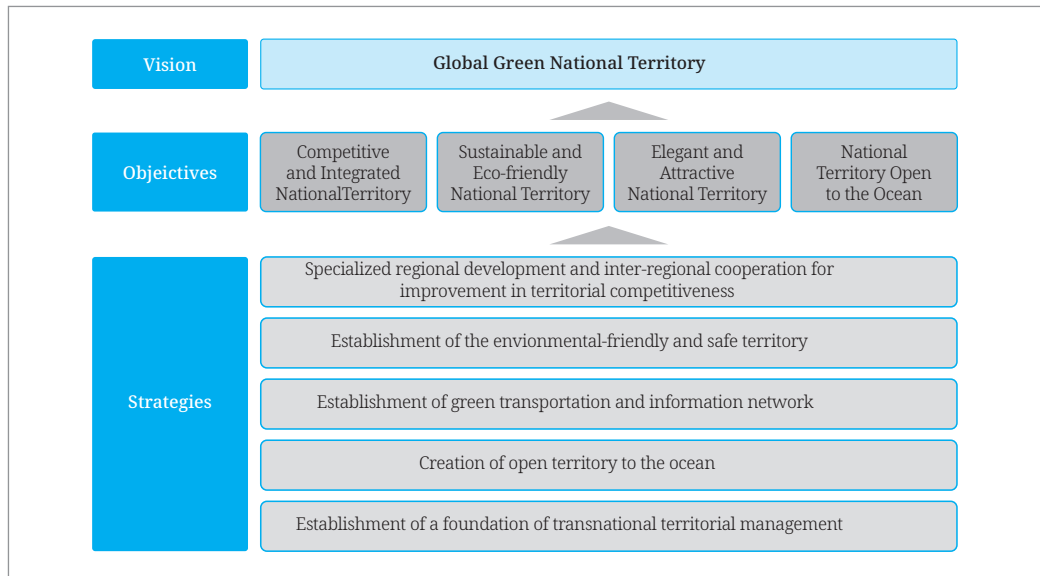 Vision
Global Green National Territory
Objeictives
Competitive
and Integrated
NationalTerritory
Sustainable and
Eco-friendly
National Territory
Elegant and
Attractive
National Territory
National
Territory Open
to the Ocean
Strategies
Specialized regional development and inter-regional cooperation for
improvement in territorial competitiveness
Establishment of the envionmental-friendly and safe territory
Establishment of green transportation and information network
Creation of open territory to the ocean
Establishment of a foundation of transnational territorial management